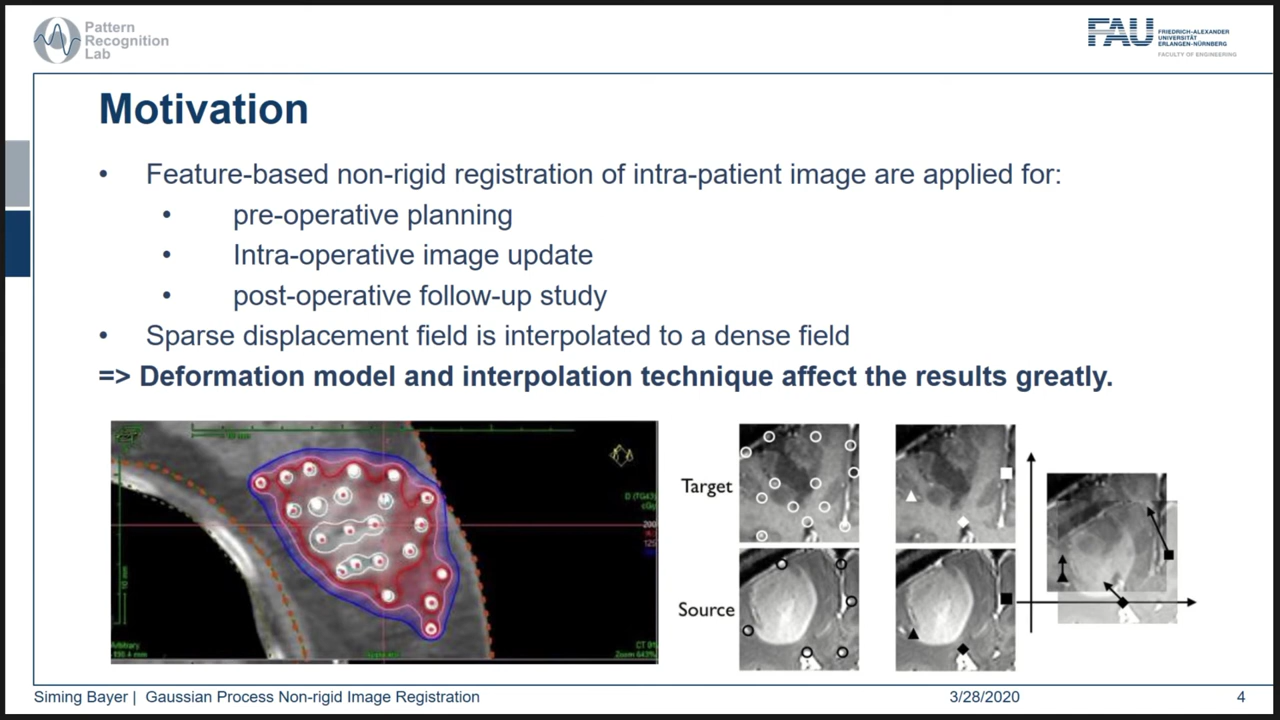 Pattern
Recognition
Lab
FAU
FRIEDRICH-ALEXANDER
UNIVERSITÄT
ERLANGEN-NÜRNBERG
FACULTY OF ENGINEERING
Motivation
• Feature-based non-rigid registration of intra-patient image are applied for:
• pre-operative planning
• Intra-operative image update
• post-operative follow-up study
• Sparse displacement field is interpolated to a dense field
=> Deformation model and interpolation technique affect the results greatly.
Target
Source
Siming Bayer | Gaussian Process Non-rigid Image Registration
3/28/2020
4